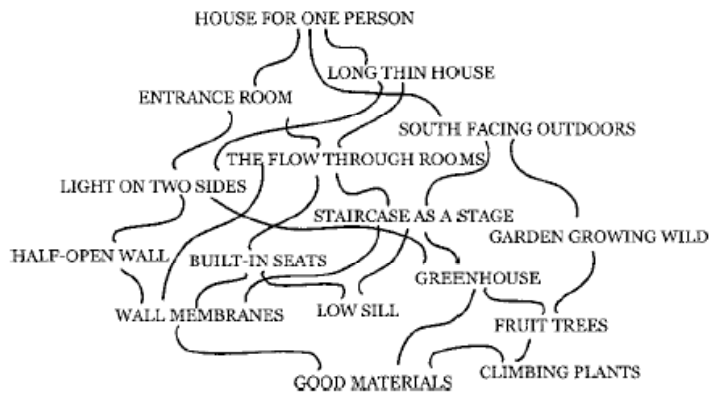 HOUSE FOR ONE PERSON
LONG THIN HOUSE
ENTRANCE ROOM
SOUTH FACING OUTDOORS
THE FLOW THROUGH ROOMS
LIGHT ON TWO SIDES
STAIRCASE AS A STAGE
GARDEN GROWING WILD
HALF-OPEN WALL
BUILT-IN SEATS
GREENHOUSE
WALL MEMBRANES
LOW SILL
FRUIT TREES
CLIMBING PLANTS
GOOD MATERIALS